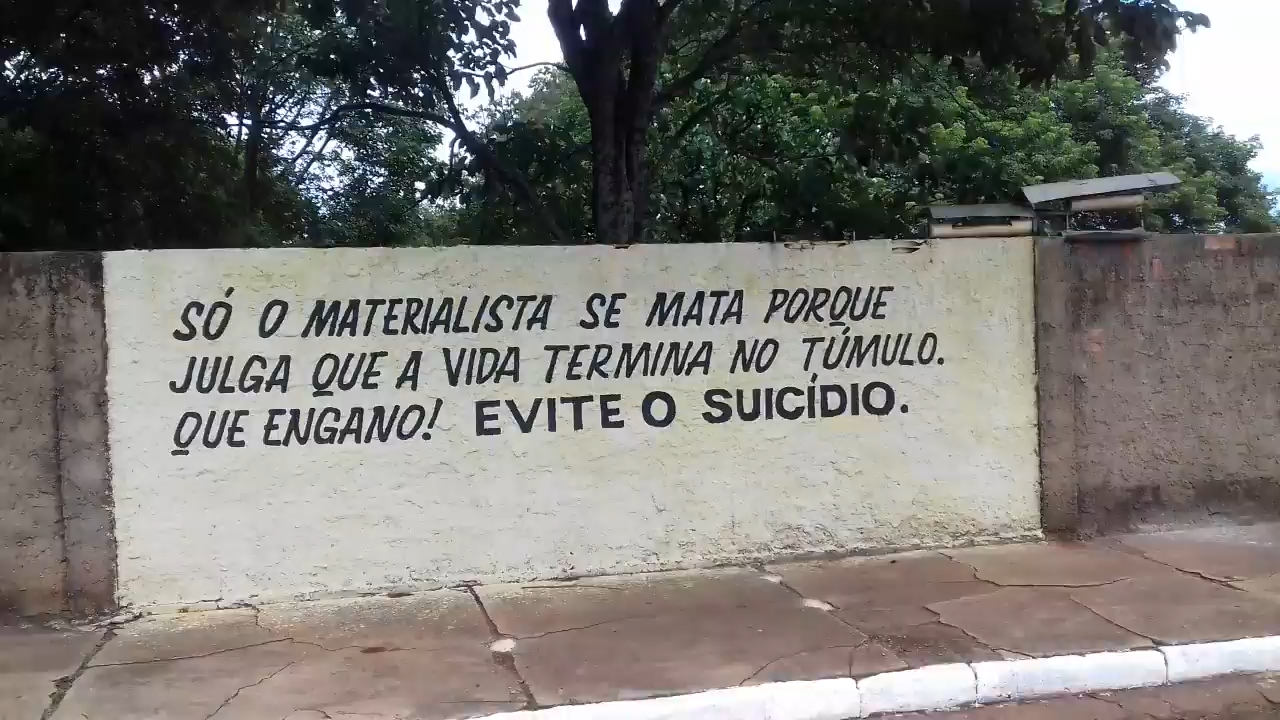 SÓ O MATERIALISTA SE MATA PORQUE
JULGA QUE A VIDA TERMINA NO TÚMULO.
QUE ENGANO! EVITE O SUICÍDIO.